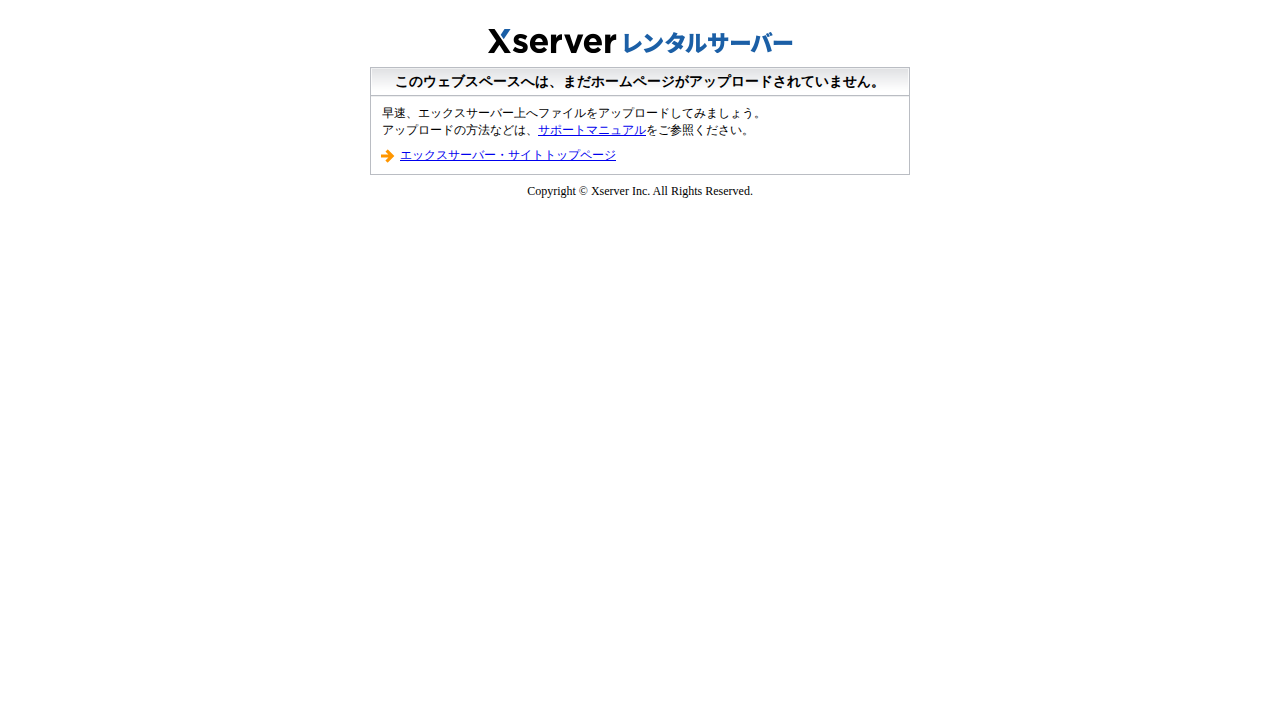 Xserver レンタルサーバー
このウェブスペースへは、まだホームページがアップロードされていません。
早速、エックスサーバー上へファイルをアップロードしてみましょう。
アップロードの方法などは、サポートマニュアルをご参照ください。
エックスサーバー・サイトトップページ
Copyright © Xserver Inc. All Rights Reserved.